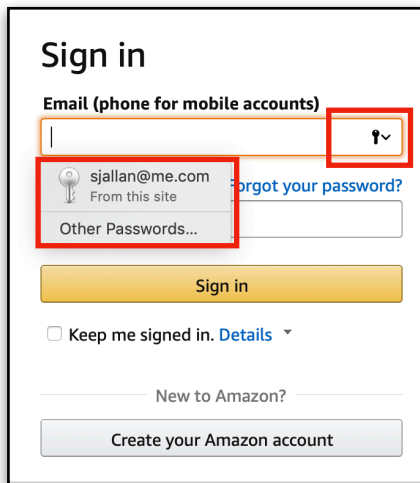 Sign in
Email (phone for mobile accounts)
sjallan@me.com
From this site
Forgot your password?
Other Passwords...
Sign in
Keep me signed in. Details
New to Amazon?
Create your Amazon account